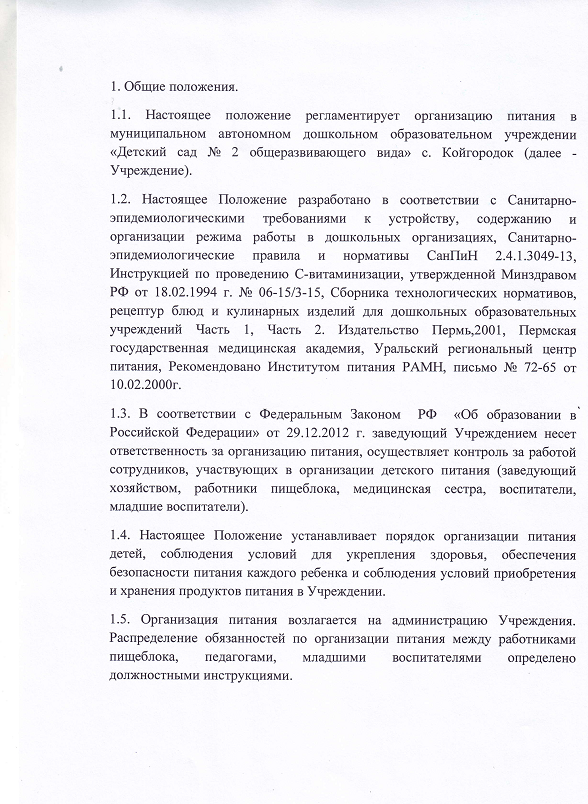 1. Общие положения.
1.1. Настоящее положение регламентирует организацию питания в
муниципальном автономном дошкольном образовательном учреждении
«Детский сад № 2 общеразвивающего вида» с. Койгородок (далее -
Учреждение).
1.2. Настоящее Положение разработано в соответствии с Санитарно-
эпидемиологическими требованиями к устройству, содержанию и
организации режима работы в дошкольных организациях, Санитарно-
эпидемиологические правила и нормативы СанПиН 2.4.1.3049-13,
Инструкцией по проведению С-витаминизации, утвержденной Минздравом
РФ от 18.02.1994 г. № 06-15/3-15, Сборника технологических нормативов,
рецептур блюд и кулинарных изделий для дошкольных образовательных
учреждений Часть 1, Часть 2. Издательство Пермь,2001, Пермская
государственная медицинская академия, Уральский региональный центр
питания, Рекомендовано Институтом питания РАМН, письмо № 72-65 от
10.02.2000г.
1.3. В соответствии с Федеральным Законом РФ «Об образовании в
Российской Федерации» от 29.12.2012 г. заведующий Учреждением несет
ответственность за организацию питания, осуществляет контроль за работой
сотрудников, участвующих в организации детского питания (заведующий
хозяйством, работники пищеблока, медицинская сестра, воспитатели,
младшие воспитатели).
1.4. Настоящее Положение устанавливает порядок организации питания
детей, соблюдения условий для укрепления здоровья, обеспечения
безопасности питания каждого ребенка и соблюдения условий приобретения
и хранения продуктов питания в Учреждении.
1.5. Организация питания возлагается на администрацию Учреждения.
Распределение обязанностей по организации питания между работниками
пищеблока, педагогами, младшими воспитателями определено
должностными инструкциями.